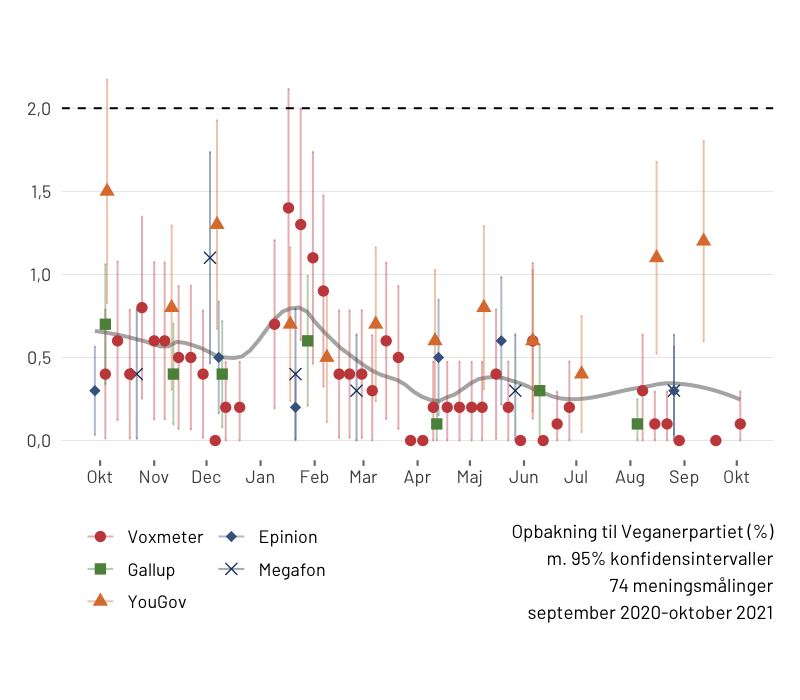 2,0
1,5
1,0
0,5
0,0
Okt Nov Dec Jan Feb Mar Apr Maj Jun Jul Aug Sep Okt
Voxmeter Epinion
Gallup Megafon
YouGov
Opbakning til Veganerpartiet (%)
m. 95% konfidensintervaller
74 meningsmålinger
september 2020-oktober 2021